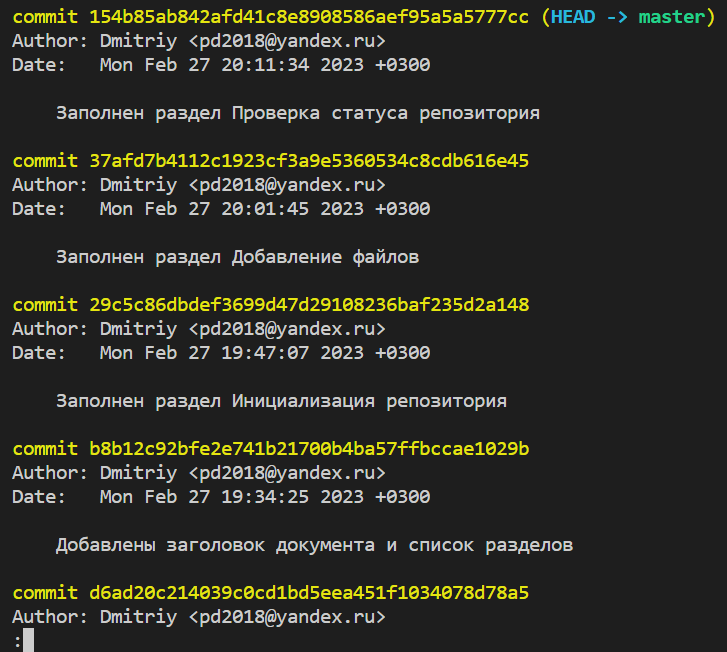 commit 154b85ab842afd41c8e8908586aef95a5a5777cc (HEAD -> master)
Author: Dmitriy <pd2018@yandex.ru>
Date:   Mon Feb 27 20:11:34 2023 +0300
Заполнен раздел Проверка статуса репозитория
commit 37afd7b4112c1923cf3a9e5360534c8cdb616e45
Author: Dmitriy <pd2018@yandex.ru>
Date:   Mon Feb 27 20:01:45 2023 +0300
Заполнен раздел Добавление файлов
commit 29c5c86dbdef3699d47d29108236baf235d2a148
Author: Dmitriy <pd2018@yandex.ru>
Date:   Mon Feb 27 19:47:07 2023 +0300
Заполнен раздел Инициализация репозитория
commit b8b12c92bfe2e741b21700b4ba57ffbccae1029b
Author: Dmitriy <pd2018@yandex.ru>
Date:   Mon Feb 27 19:34:25 2023 +0300
Добавлены заголовок документа и список разделов
commit d6ad20c214039c0cd1bd5eea451f1034078d78a5
Author: Dmitriy <pd2018@yandex.ru>
: